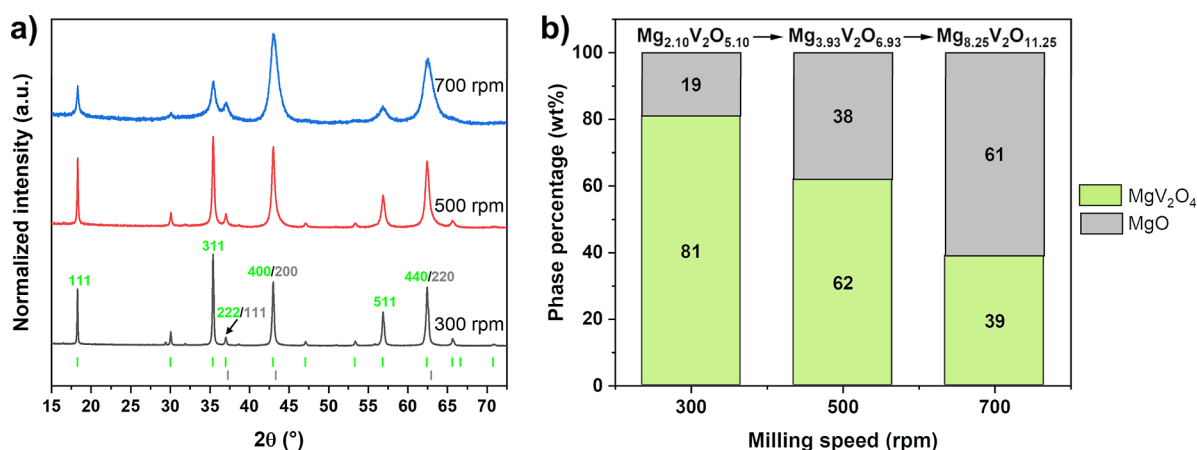 a)
Normalized intensity (a.u.)
700 rpm
500 rpm
300 rpm
111
311
222/111
400/200
511
440/220
15 20 25 30 35 40 45 50 55 60 65 70
2θ (°)
b)
Mg2.10V2O5.10 → Mg3.93V2O6.93 → Mg8.25V2O11.25
Phase percentage (wt%)
100
80
60
40
20
0
19
81
38
62
61
39
300 500 700
Milling speed (rpm)
MgV2O4
MgO